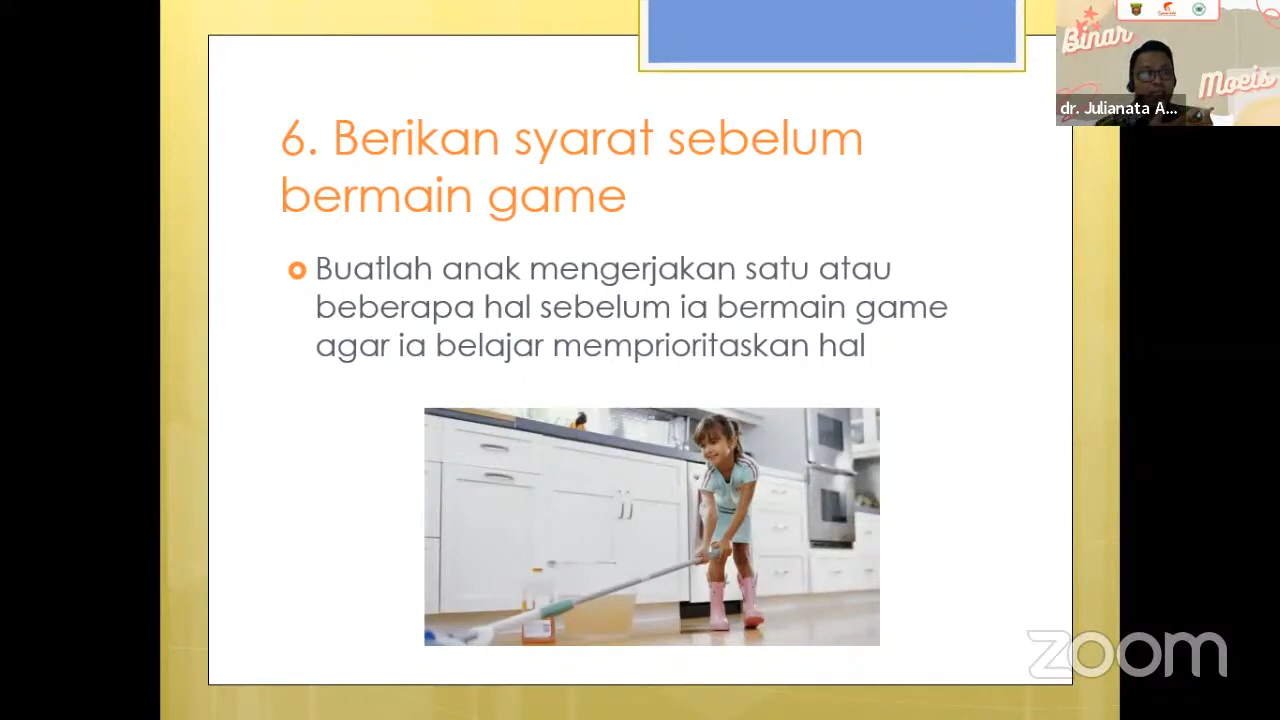 6. Berikan syarat sebelum
bermain game
Buatlah anak mengerjakan satu atau
beberapa hal sebelum ia bermain game
agar ia belajar memprioritaskan hal
Binar
Moeis
dr. Julianata A...
zoom